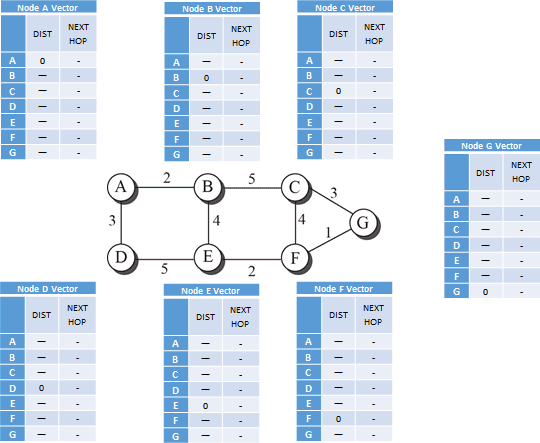 Node A Vector
DIST NEXT HOP
A 0 -
B — -
C — -
D — -
E — -
F — -
G — -
Node B Vector
DIST NEXT HOP
A — -
B 0 -
C — -
D — -
E — -
F — -
G — -
Node C Vector
DIST NEXT HOP
A — -
B — -
C 0 -
D — -
E — -
F — -
G — -
Node G Vector
DIST NEXT HOP
A — -
B — -
C — -
D — -
E — -
F — -
G 0 -
A 2 B 5 C
3
3 4 4 G
1
D 5 E 2 F
Node D Vector
DIST NEXT HOP
A — -
B — -
C — -
D 0 -
E — -
F — -
G — -
Node E Vector
DIST NEXT HOP
A — -
B — -
C — -
D — -
E 0 -
F — -
G — -
Node F Vector
DIST NEXT HOP
A — -
B — -
C — -
D — -
E — -
F 0 -
G — -